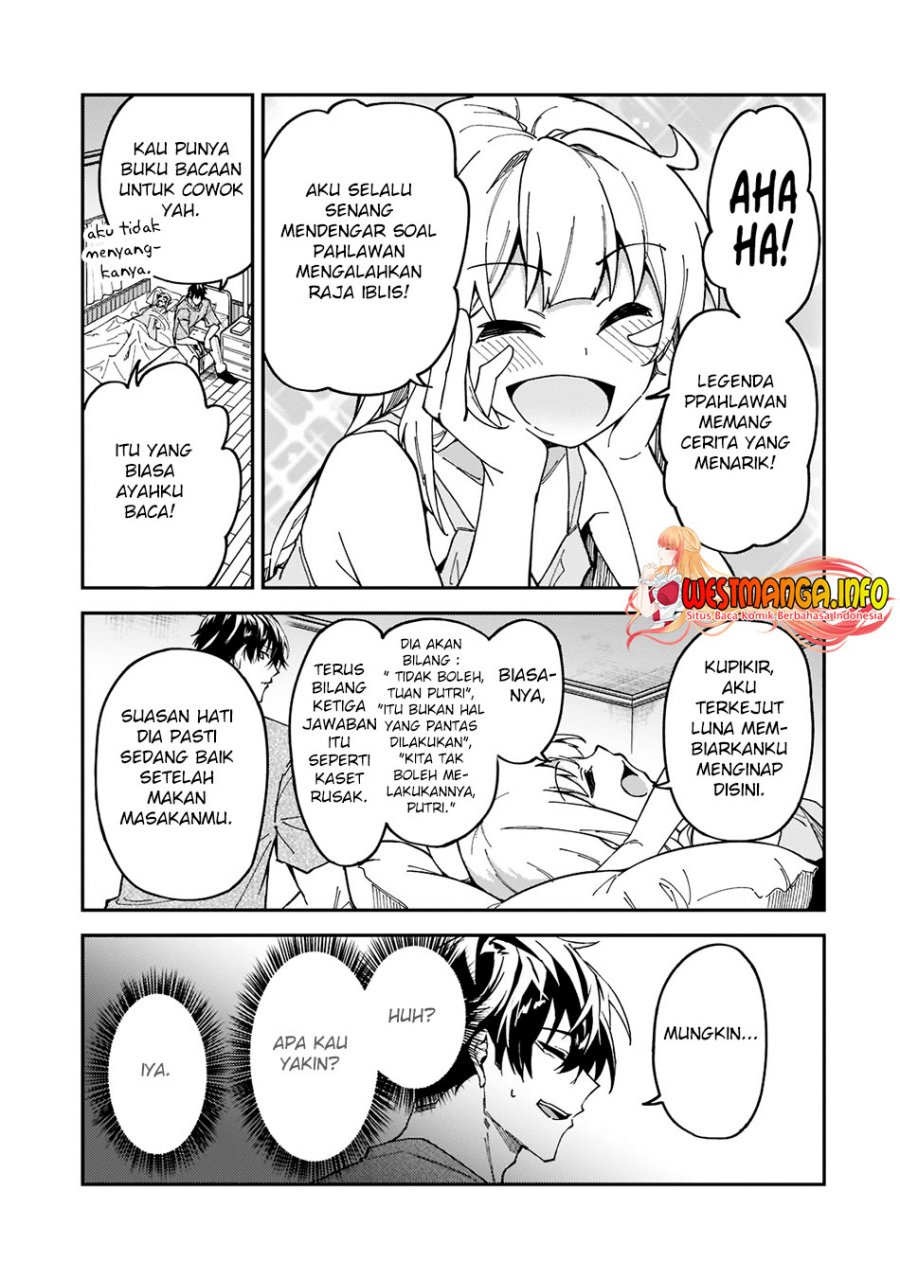 AHA
HA!
LEGENDA
PPAHLAWAN
MEMANG
CERITA YANG
MENARIK!
AKU SELALU
SENANG
MENDENGAR SOAL
PAHLAWAN
MENGALAHKAN
RAJA IBLIS!
KAU PUNYA
BUKU BACAAN
UNTUK COWOK
YAH.
aku tidak
menyang-
kanya.
ITU YANG
BIASA
AYAHKU
BACA!
WESTMANGA.INFO
Situs Baca Komik Berbahasa Indonesia
KUPIKIR,
AKU
TERKEJUT
LUNA MEM-
BIARKANKU
MENGINAP
DISINI.
BIASA-
NYA,
DIA AKAN
BILANG :
" TIDAK BOLEH,
TUAN PUTRI",
"ITU BUKAN HAL
YANG PANTAS
DILAKUKAN",
"KITA TAK
BOLEH ME-
LAKUKANNYA,
PUTRI."
TERUS
BILANG
KETIGA
JAWABAN
ITU
SEPERTI
KASET
RUSAK.
SUASAN HATI
DIA PASTI
SEDANG BAIK
SETELAH
MAKAN
MASAKANMU.
MUNGKIN...
HUH?
APA KAU
YAKIN?
IYA.